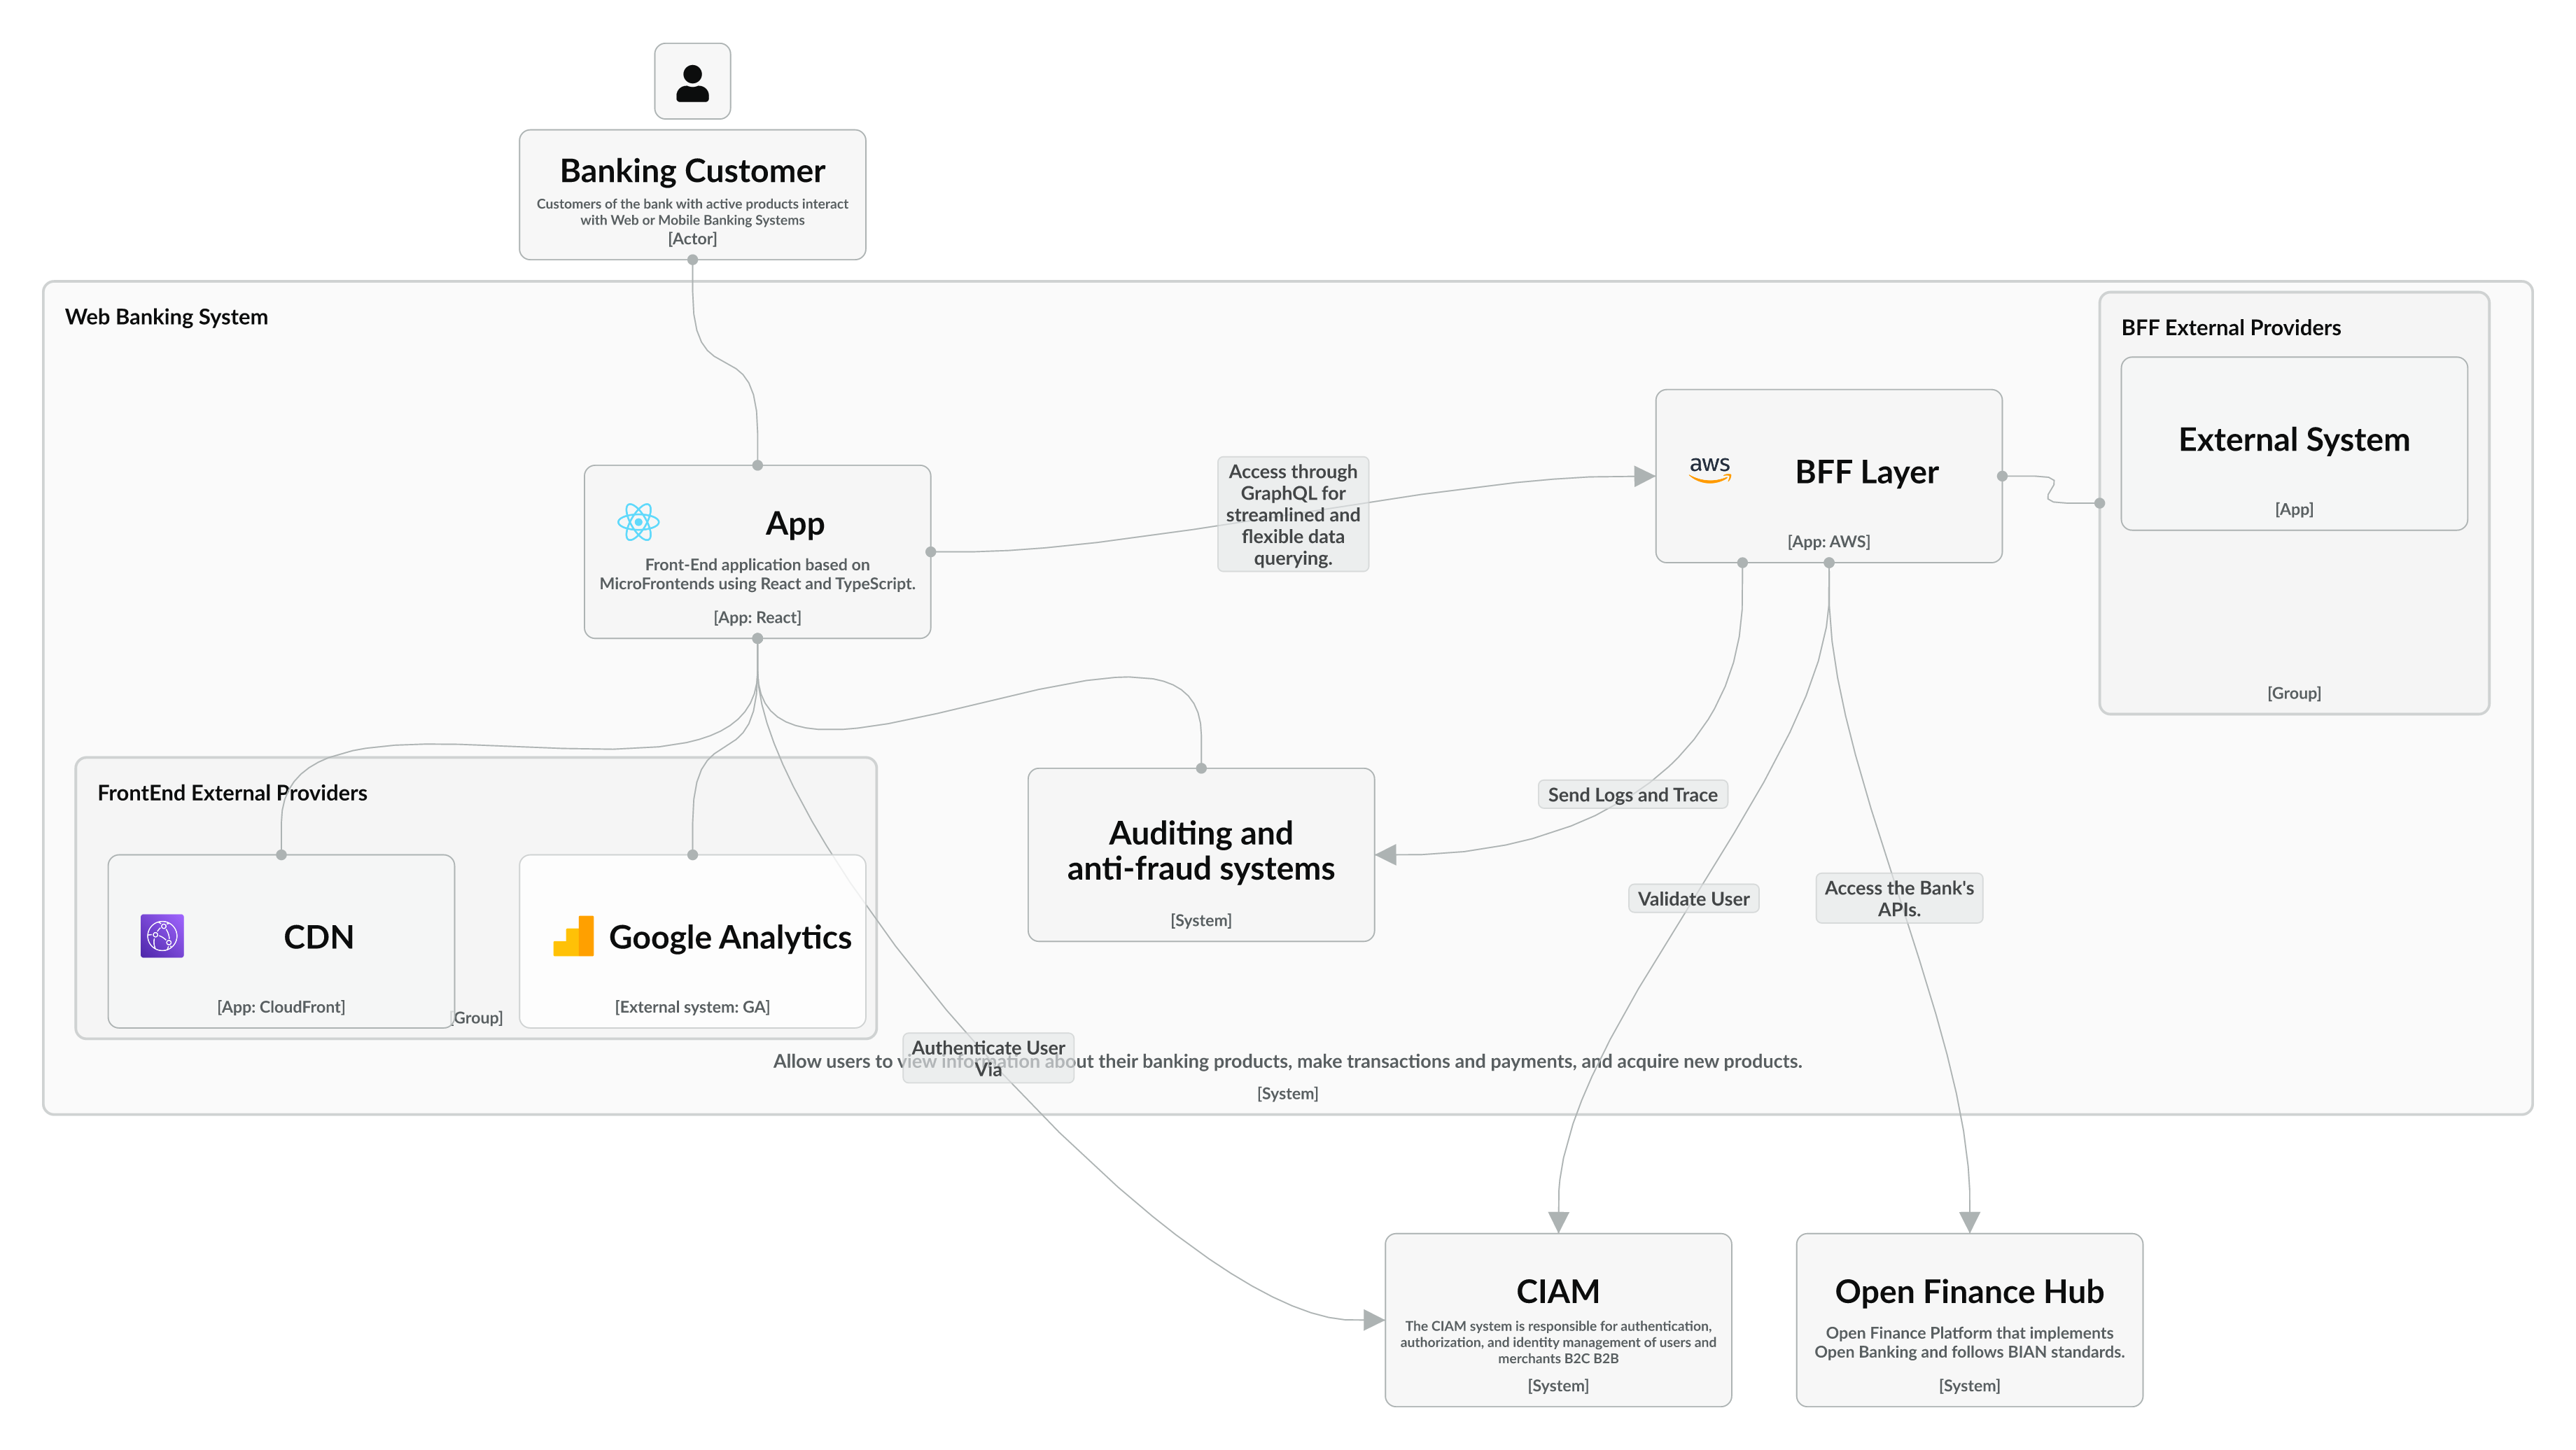 Banking Customer
Customers of the bank with active products interact
with Web or Mobile Banking Systems
[Actor]
Web Banking System
BFF External Providers
External System
[App]
[Group]
aws
BFF Layer
[App: AWS]
Access through
GraphQL for
streamlined and
flexible data
querying.
App
Front-End application based on
MicroFrontends using React and TypeScript.
[App: React]
FrontEnd External Providers
CDN
[App: CloudFront]
[Group]
Google Analytics
[External system: GA]
Auditing and
anti-fraud systems
[System]
Send Logs and Trace
Validate User
Access the Bank's
APIs.
Authenticate User
Via
Allow users to view information about their banking products, make transactions and payments, and acquire new products.
[System]
CIAM
The CIAM system is responsible for authentication,
authorization, and identity management of users and
merchants B2C B2B
[System]
Open Finance Hub
Open Finance Platform that implements
Open Banking and follows BIAN standards.
[System]